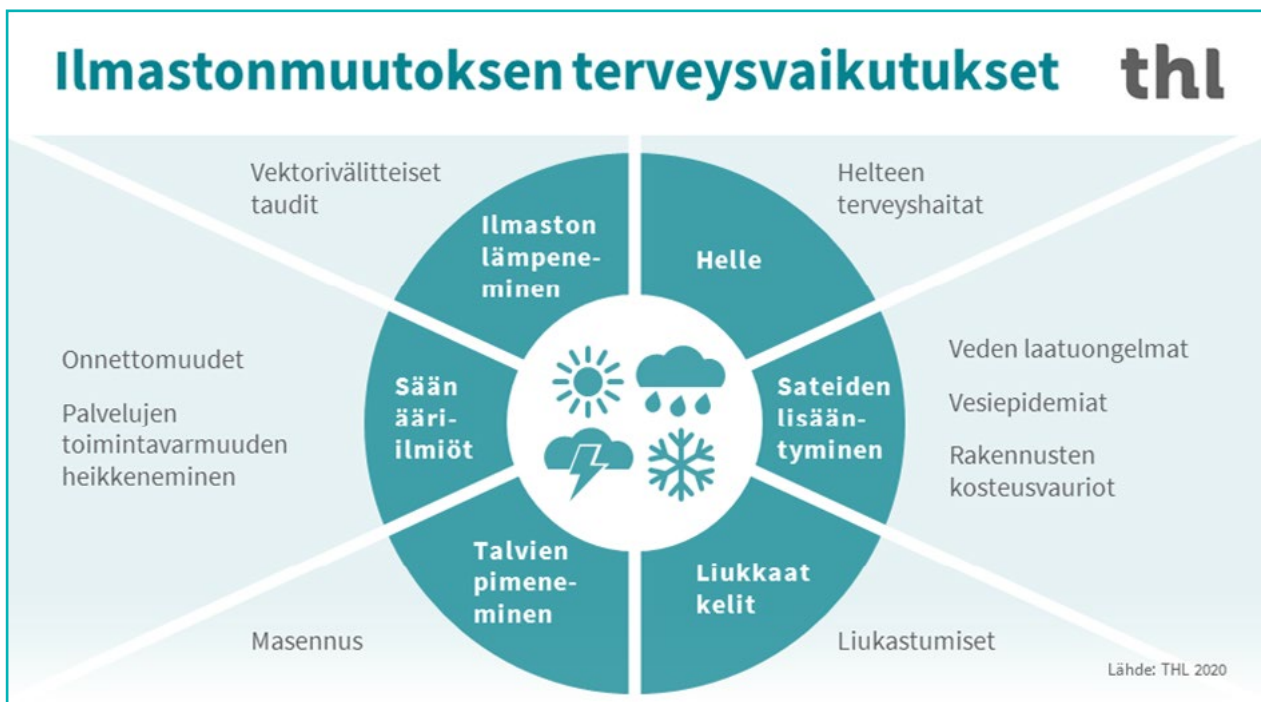 Ilmastonmuutoksen terveysvaikutukset
thl
Vektorivälitteiset
taudit
Ilmaston
lämpene-
minen
Helle
Helteen
terveyshaitat
Onnettomuudet
Palvelujen
toimintavarmuuden
heikkeneminen
Sään
ääri-
ilmiöt
Sateiden
lisään-
tyminen
Veden laatuongelmat
Vesiepidemiat
Rakennusten
kosteusvauriot
Masennus
Talvien
pimene-
minen
Liukkaat
kelit
Liukastumiset
Lähde: THL 2020